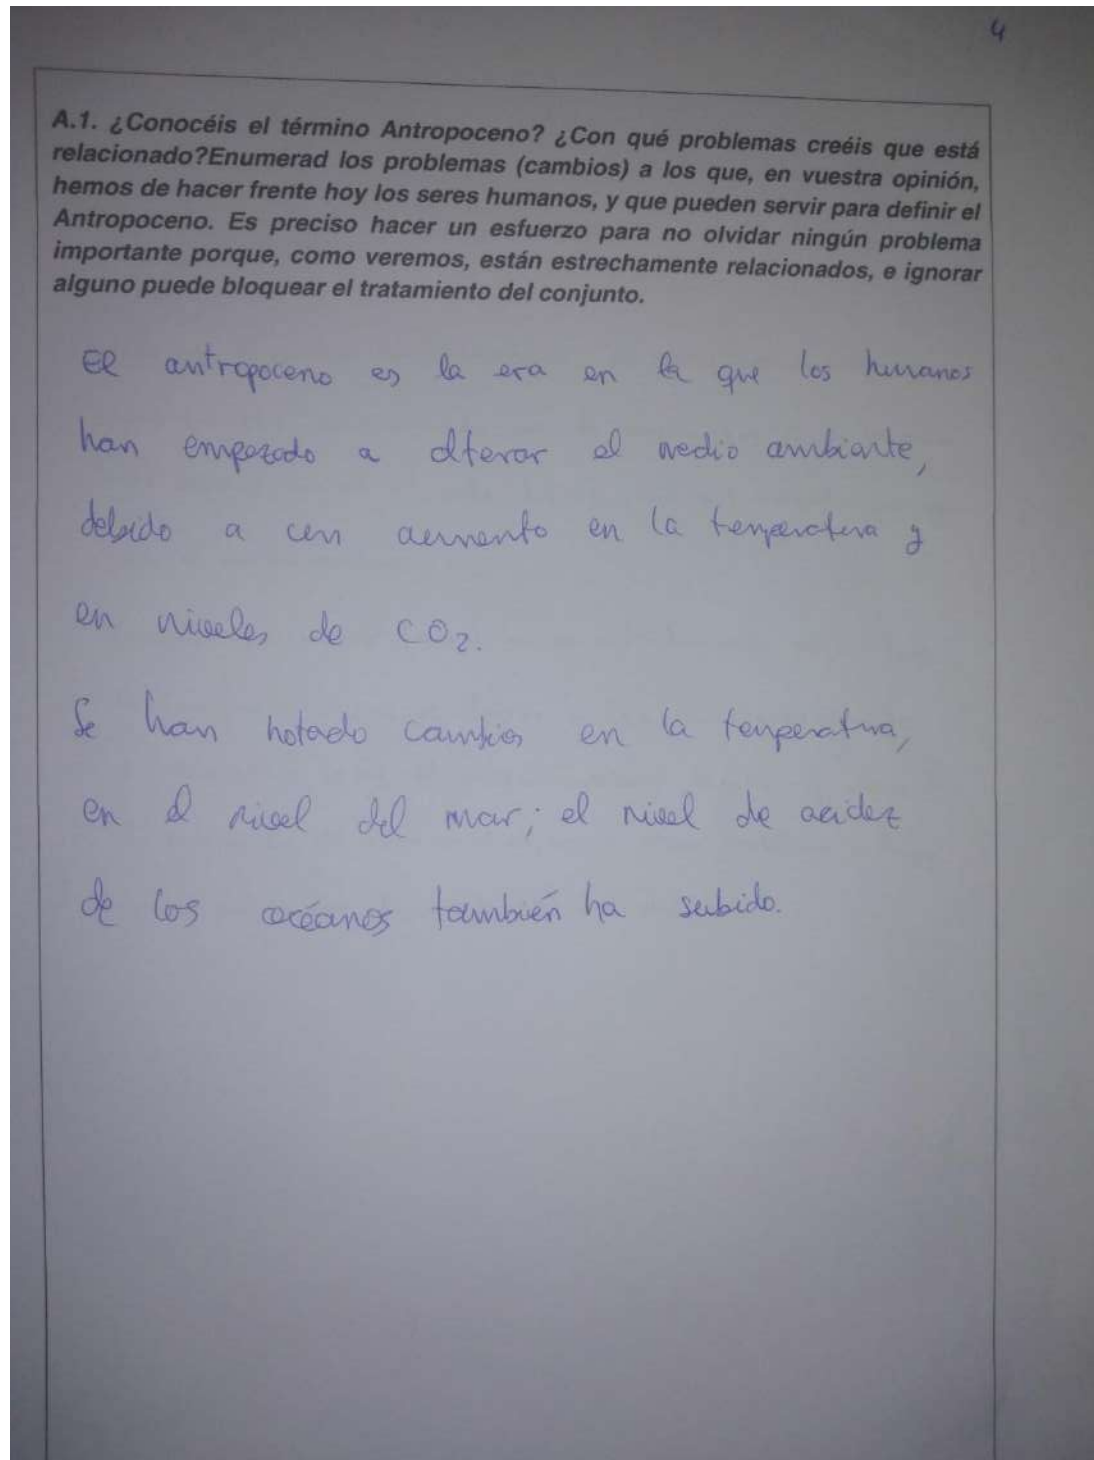 4
A.1. ¿Conocéis el término Antropoceno? ¿Con qué problemas creéis que está
relacionado?Enumerad los problemas (cambios) a los que, en vuestra opinión,
hemos de hacer frente hoy los seres humanos, y que pueden servir para definir el
Antropoceno. Es preciso hacer un esfuerzo para no olvidar ningún problema
importante porque, como veremos, están estrechamente relacionados, e ignorar
alguno puede bloquear el tratamiento del conjunto.
El antropoceno es la era en la que los humanos
han empezado a alterar el medio ambiente,
debido a un aumento en la temperatura y
en niveles de CO2.
Se han notado cambios en la temperatura,
en el nivel del mar; el nivel de acidez
de los océanos también ha subido.